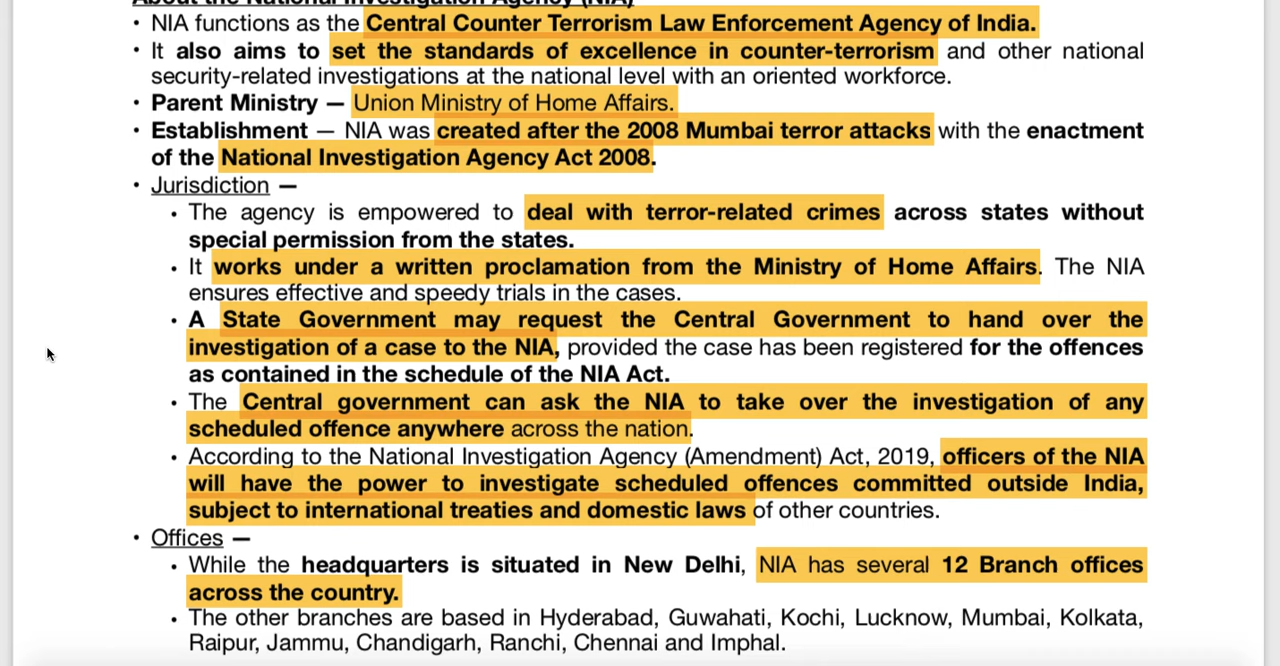 About the National Investigation Agency (NIA)
• NIA functions as the Central Counter Terrorism Law Enforcement Agency of India.
• It also aims to set the standards of excellence in counter-terrorism and other national
security-related investigations at the national level with an oriented workforce.
• Parent Ministry — Union Ministry of Home Affairs.
• Establishment — NIA was created after the 2008 Mumbai terror attacks with the enactment
of the National Investigation Agency Act 2008.
• Jurisdiction —
• The agency is empowered to deal with terror-related crimes across states without
special permission from the states.
• It works under a written proclamation from the Ministry of Home Affairs. The NIA
ensures effective and speedy trials in the cases.
• A State Government may request the Central Government to hand over the
investigation of a case to the NIA, provided the case has been registered for the offences
as contained in the schedule of the NIA Act.
• The Central government can ask the NIA to take over the investigation of any
scheduled offence anywhere across the nation.
• According to the National Investigation Agency (Amendment) Act, 2019, officers of the NIA
will have the power to investigate scheduled offences committed outside India,
subject to international treaties and domestic laws of other countries.
• Offices —
• While the headquarters is situated in New Delhi, NIA has several 12 Branch offices
across the country.
• The other branches are based in Hyderabad, Guwahati, Kochi, Lucknow, Mumbai, Kolkata,
Raipur, Jammu, Chandigarh, Ranchi, Chennai and Imphal.